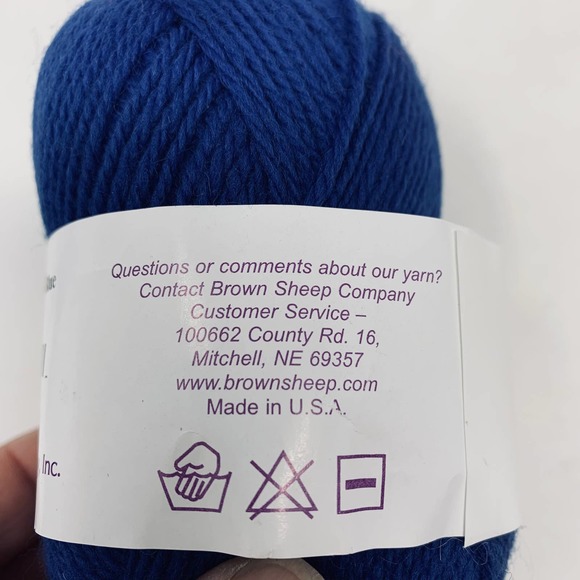 Questions or comments about our yarn?
Contact Brown Sheep Company
Customer Service –
100662 County Rd. 16,
Mitchell, NE 69357
www.brownsheep.com
Made in U.S.A.
Inc.